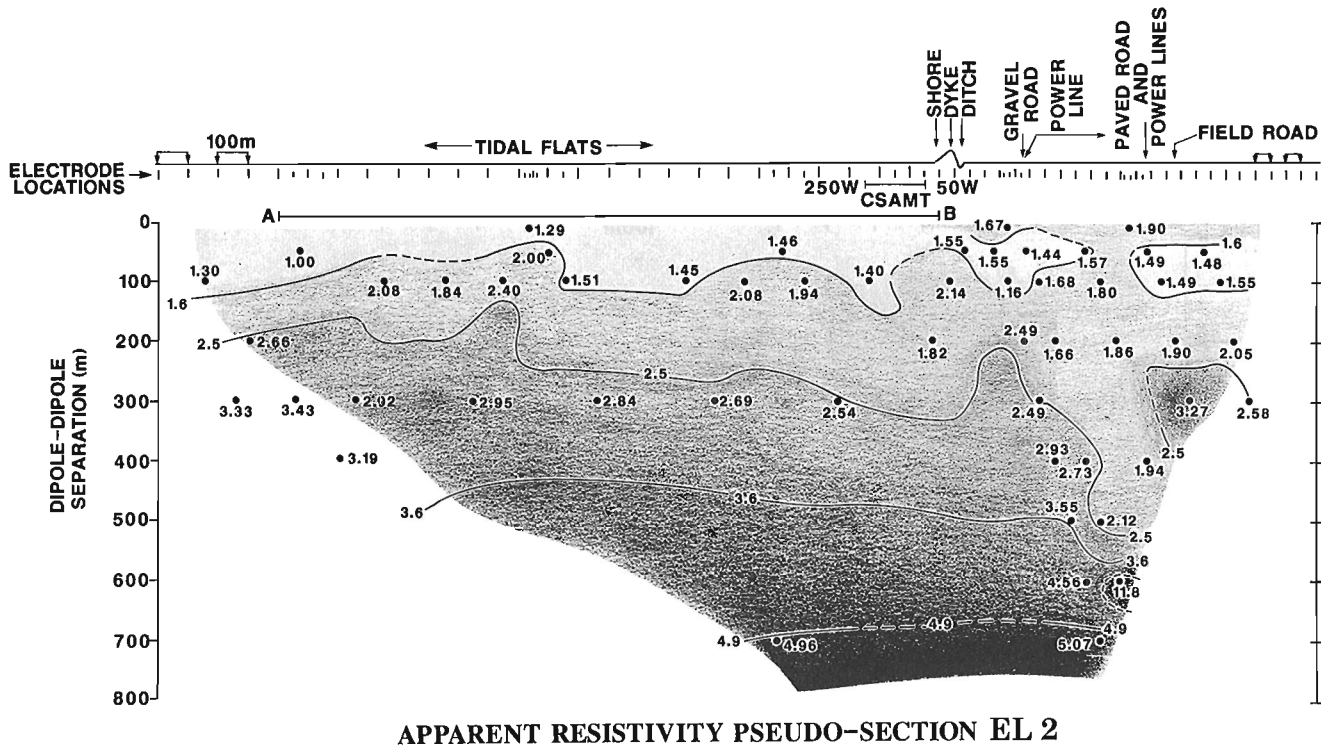 SHORE
DYKE
DITCH
GRAVEL
ROAD
POWER
LINE
PAVED ROAD
AND
POWER LINES
100m
TIDAL FLATS
FIELD ROAD
ELECTRODE
LOCATIONS
250W 50W
CSAMT
A B
0
1.29 1.67 1.90
1.00 2.00 1.46 1.55 1.55 1.44 1.57 1.49 1.48 1.6
100
1.30 2.08 1.84 2.40 1.51 1.45 2.08 1.94 1.40 2.14 1.16 1.68 1.80 1.49 1.55
1.6
200
2.5 2.66 1.82 2.49 1.66 1.86 1.90 2.05
2.5
300
3.33 3.43 2.92 2.95 2.84 2.69 2.54 2.49 3.27 2.58
400
3.19 2.93 2.73 1.94 2.5
3.6 3.6
500
3.55 2.12 2.5
3.6
600
4.56 11.8
700
4.9 4.96 4.9 5.07 4.9
800
DIPOLE-DIPOLE
SEPARATION (m)
APPARENT RESISTIVITY PSEUDO-SECTION EL 2